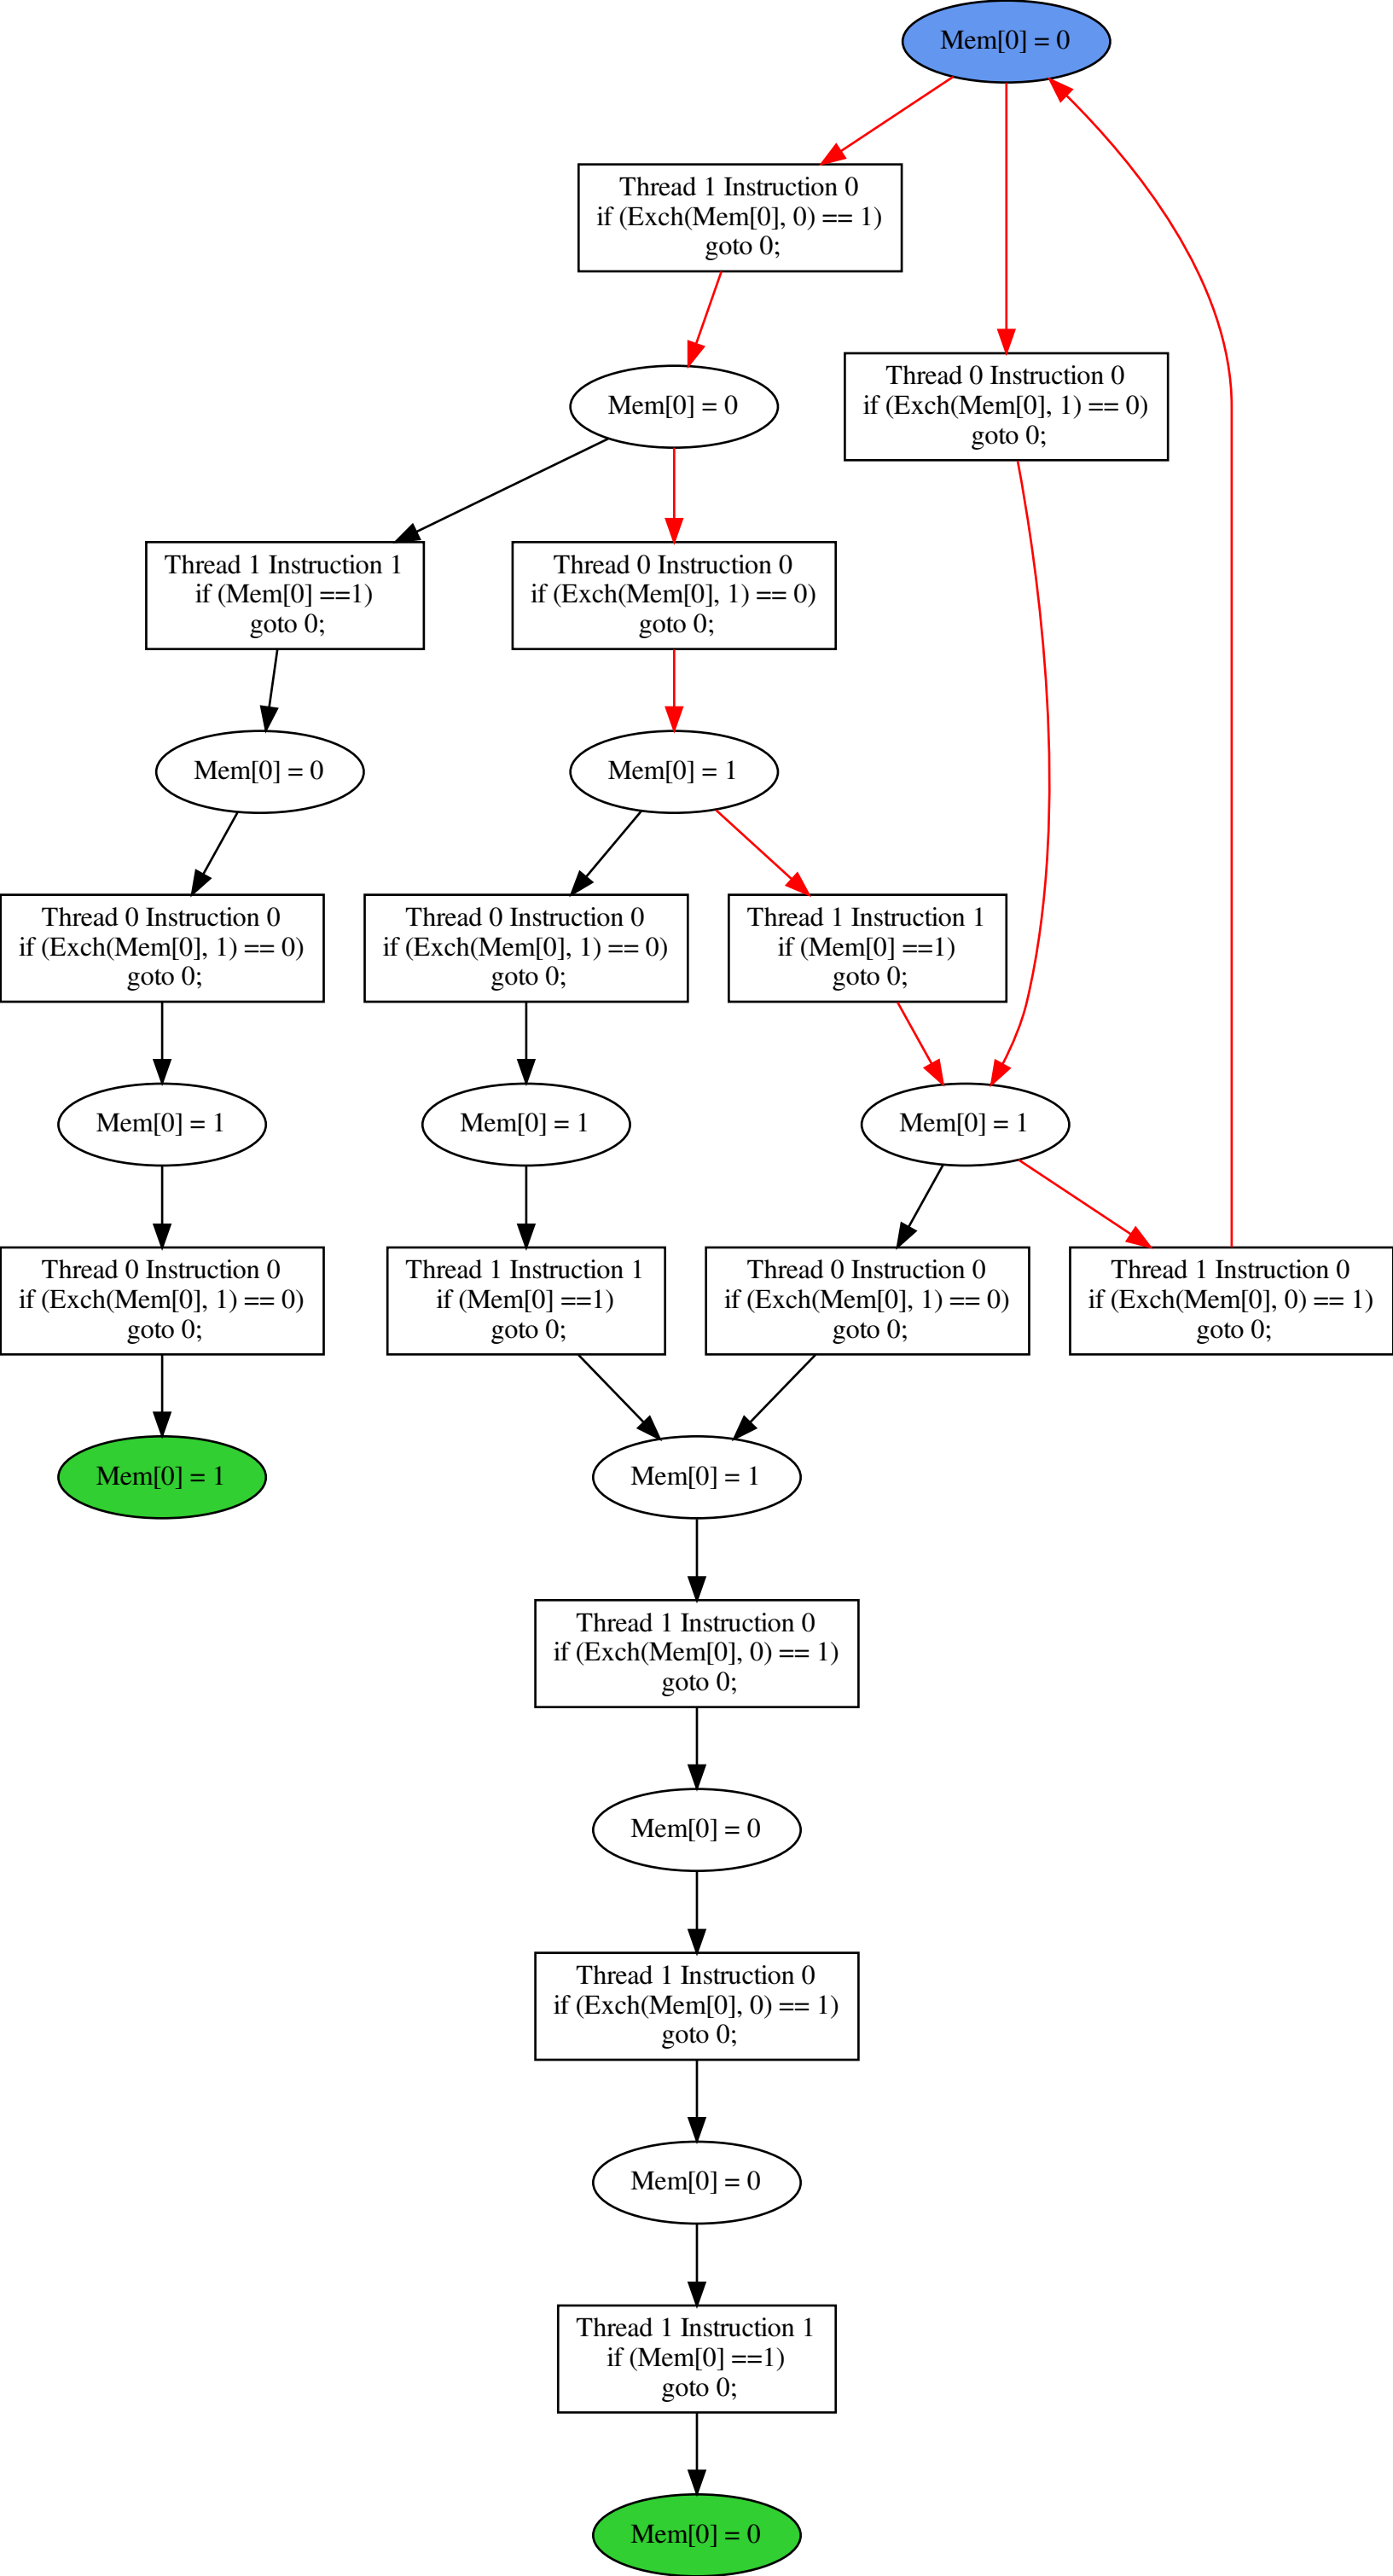 Mem[0] = 0
Thread 1 Instruction 0
if (Exch(Mem[0], 0) == 1)
goto 0;
Mem[0] = 0
Thread 0 Instruction 0
if (Exch(Mem[0], 1) == 0)
goto 0;
Thread 1 Instruction 1
if (Mem[0] ==1)
goto 0;
Thread 0 Instruction 0
if (Exch(Mem[0], 1) == 0)
goto 0;
Mem[0] = 0
Mem[0] = 1
Thread 0 Instruction 0
if (Exch(Mem[0], 1) == 0)
goto 0;
Thread 0 Instruction 0
if (Exch(Mem[0], 1) == 0)
goto 0;
Thread 1 Instruction 1
if (Mem[0] ==1)
goto 0;
Mem[0] = 1
Mem[0] = 1
Mem[0] = 1
Thread 0 Instruction 0
if (Exch(Mem[0], 1) == 0)
goto 0;
Thread 1 Instruction 1
if (Mem[0] ==1)
goto 0;
Thread 0 Instruction 0
if (Exch(Mem[0], 1) == 0)
goto 0;
Thread 1 Instruction 0
if (Exch(Mem[0], 0) == 1)
goto 0;
Mem[0] = 1
Mem[0] = 1
Thread 1 Instruction 0
if (Exch(Mem[0], 0) == 1)
goto 0;
Mem[0] = 0
Thread 1 Instruction 0
if (Exch(Mem[0], 0) == 1)
goto 0;
Mem[0] = 0
Thread 1 Instruction 1
if (Mem[0] ==1)
goto 0;
Mem[0] = 0